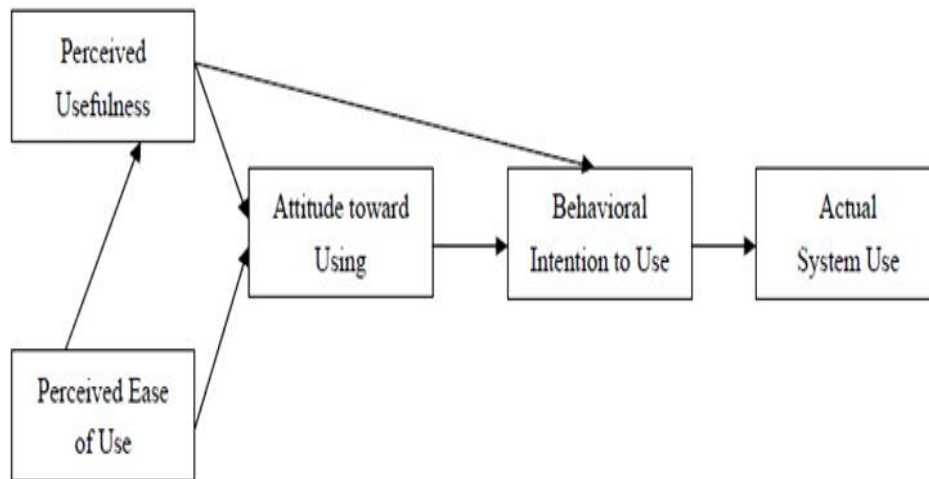 Perceived
Usefulness
Attitude toward
Using
Behavioral
Intention to Use
Actual
System Use
Perceived Ease
of Use